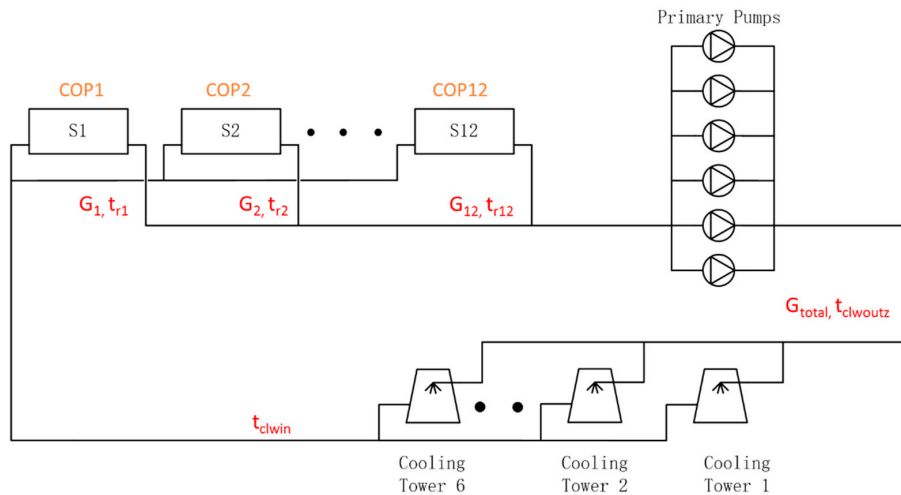 Primary Pumps
COP1
COP2
COP12
S1
S2
S12
G1, tr1
G2, tr2
G12, tr12
Gtotal, tclwoutz
tclwin
Cooling
Tower 6
Cooling
Tower 2
Cooling
Tower 1